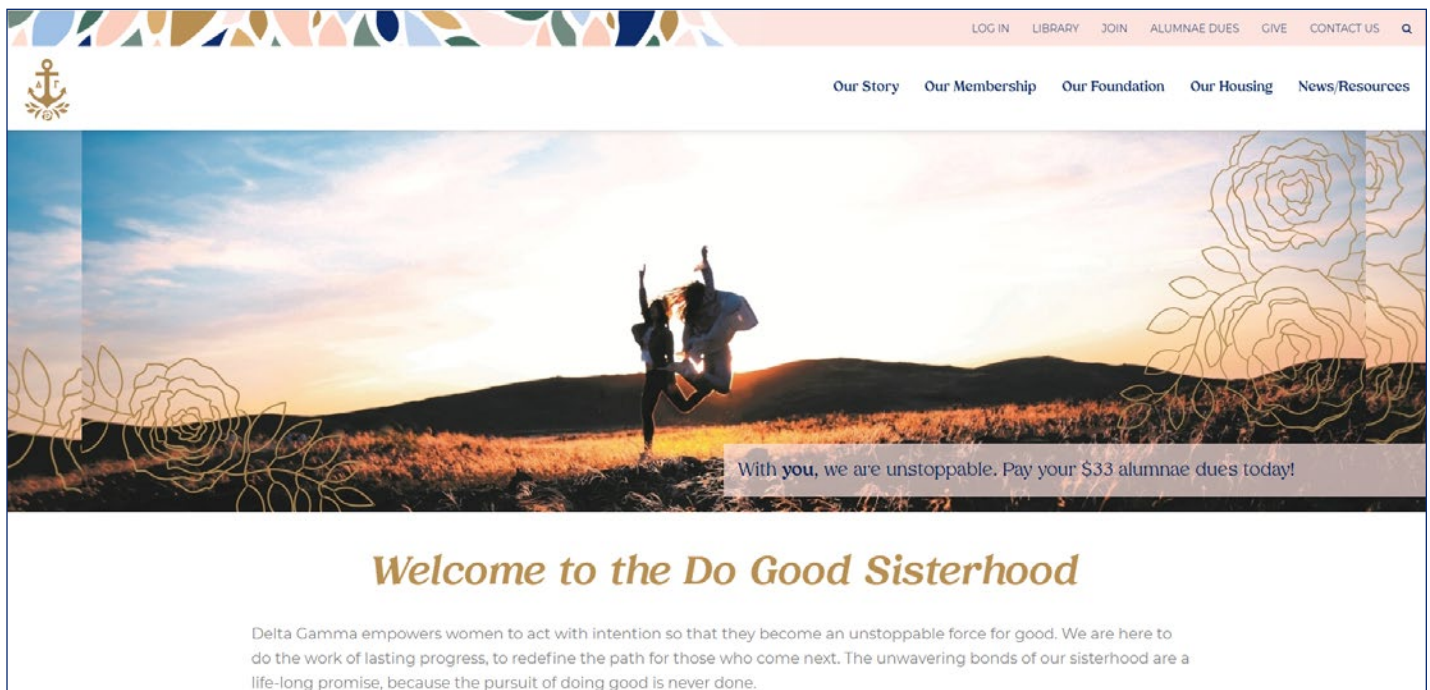 LOG IN LIBRARY JOIN ALUMNAE DUES GIVE CONTACT US
Δ Γ
Our Story Our Membership Our Foundation Our Housing News/Resources
With you, we are unstoppable. Pay your $33 alumnae dues today!
Welcome to the Do Good Sisterhood
Delta Gamma empowers women to act with intention so that they become an unstoppable force for good. We are here to
do the work of lasting progress, to redefine the path for those who come next. The unwavering bonds of our sisterhood are a
life-long promise, because the pursuit of doing good is never done.